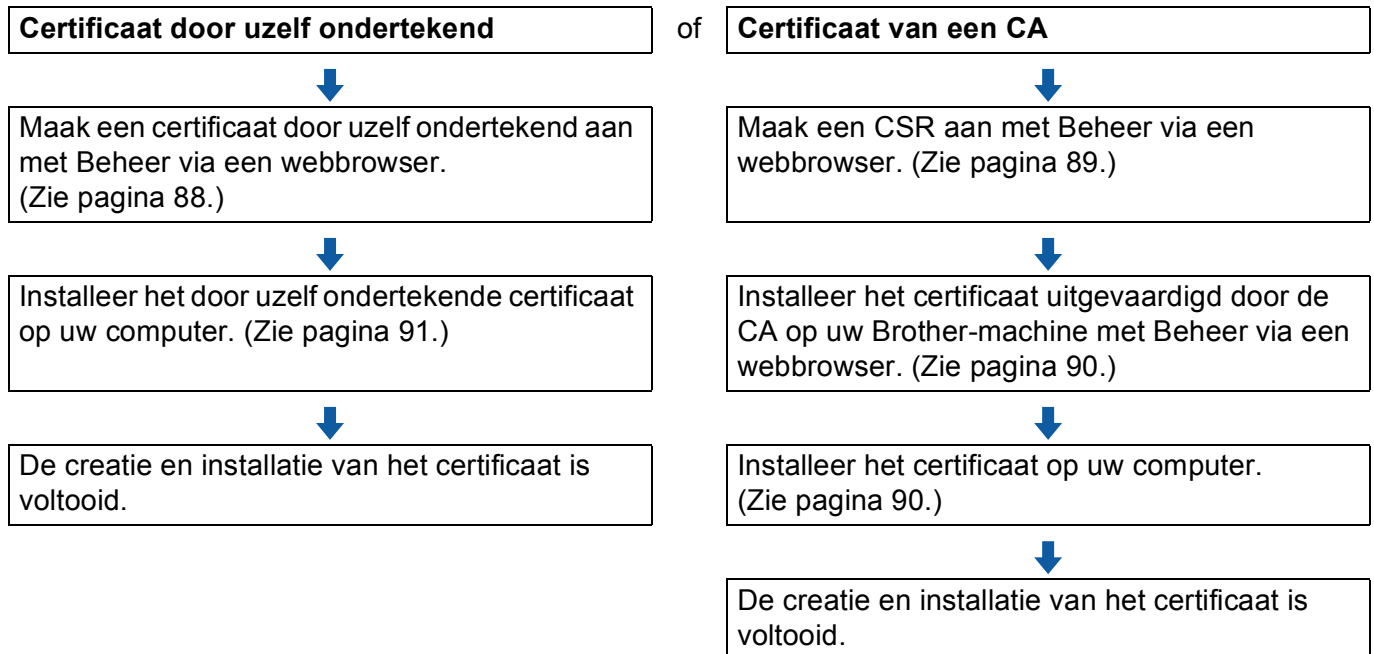 Certificaat door uzelf ondertekend
of
Certificaat van een CA
Maak een certificaat door uzelf ondertekend aan
met Beheer via een webbrowser.
(Zie pagina 88.)
Maak een CSR aan met Beheer via een
webbrowser. (Zie pagina 89.)
Installeer het door uzelf ondertekende certificaat
op uw computer. (Zie pagina 91.)
Installeer het certificaat uitgevaardigd door de
CA op uw Brother-machine met Beheer via een
webbrowser. (Zie pagina 90.)
De creatie en installatie van het certificaat is
voltooid.
Installeer het certificaat op uw computer.
(Zie pagina 90.)
De creatie en installatie van het certificaat is
voltooid.